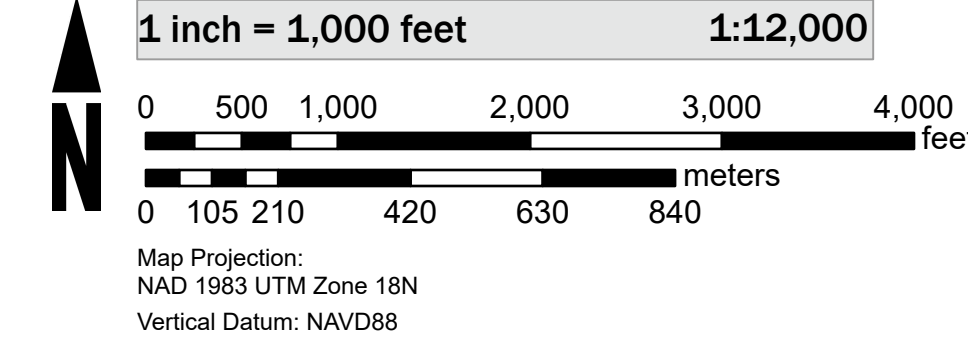 1 inch = 1,000 feet 1:12,000
N
0 500 1,000 2,000 3,000 4,000
feet
meters
0 105 210 420 630 840
Map Projection:
NAD 1983 UTM Zone 18N
Vertical Datum: NAVD88